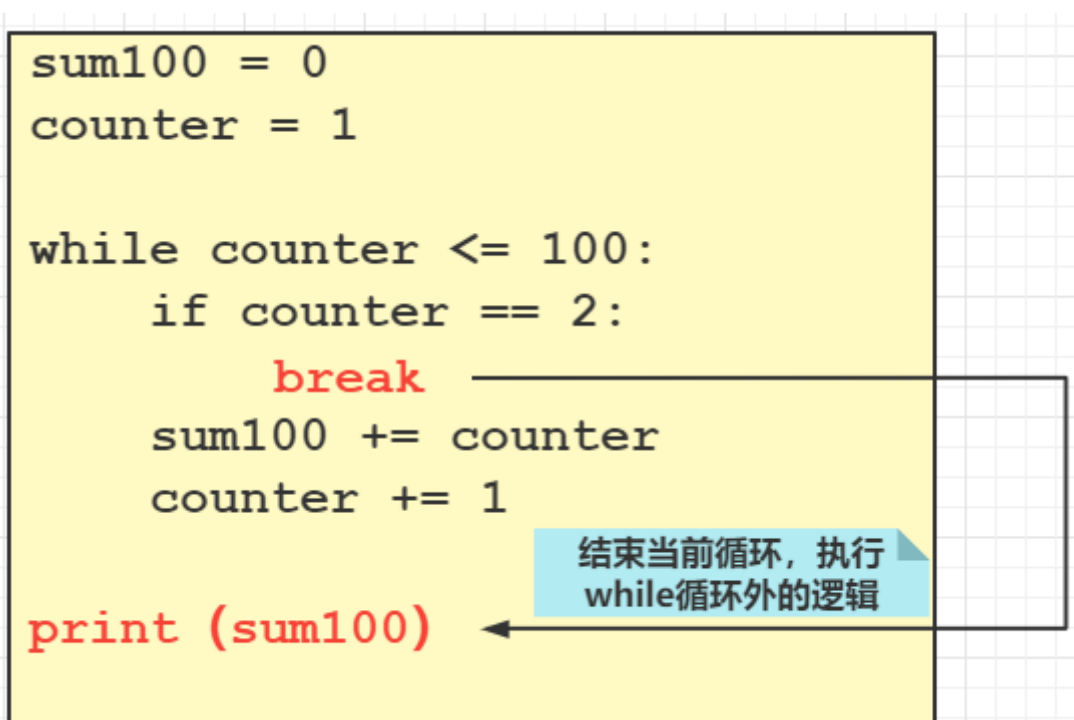 sum100 = 0
counter = 1
while counter <= 100:
    if counter == 2:
        break
    sum100 += counter
    counter += 1
结束当前循环，执行
while循环外的逻辑
print (sum100)